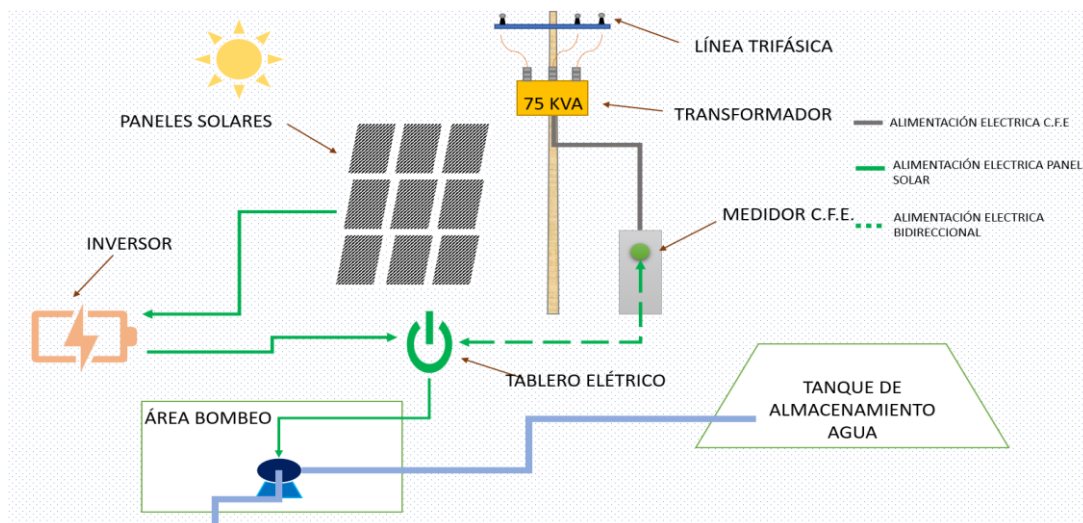 LÍNEA TRIFÁSICA
75 KVA
TRANSFORMADOR
PANELES SOLARES
ALIMENTACIÓN ELECTRICA C.F.E
ALIMENTACIÓN ELECTRICA PANEL
SOLAR
ALIMENTACIÓN ELECTRICA
BIDIRECCIONAL
MEDIDOR C.F.E.
INVERSOR
TABLERO ELÉTRICO
ÁREA BOMBEO
TANQUE DE
ALMACENAMIENTO
AGUA